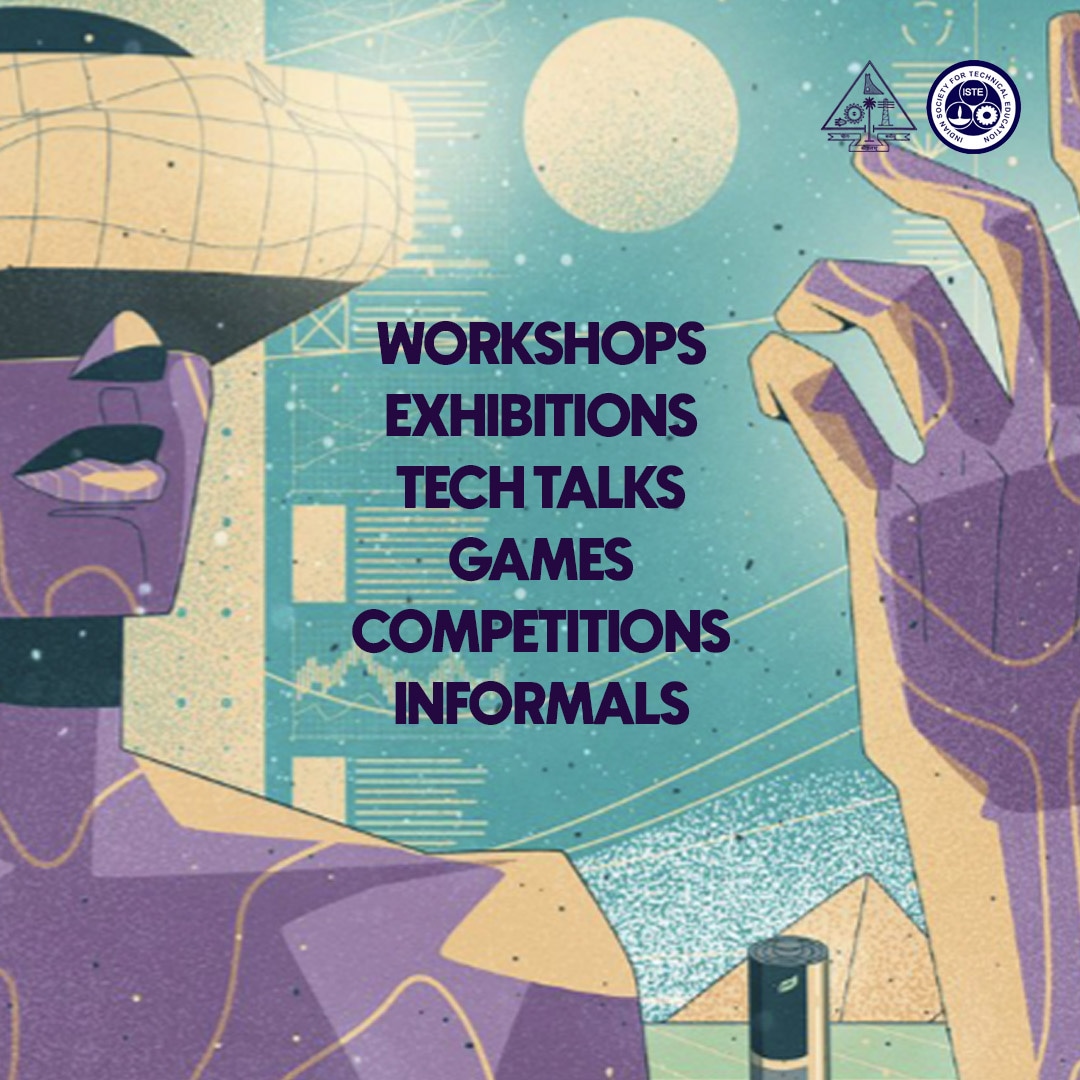 INDIAN SOCIETY FOR TECHNICAL EDUCATION
ISTE
WORKSHOPS
EXHIBITIONS
TECH TALKS
GAMES
COMPETITIONS
INFORMALS